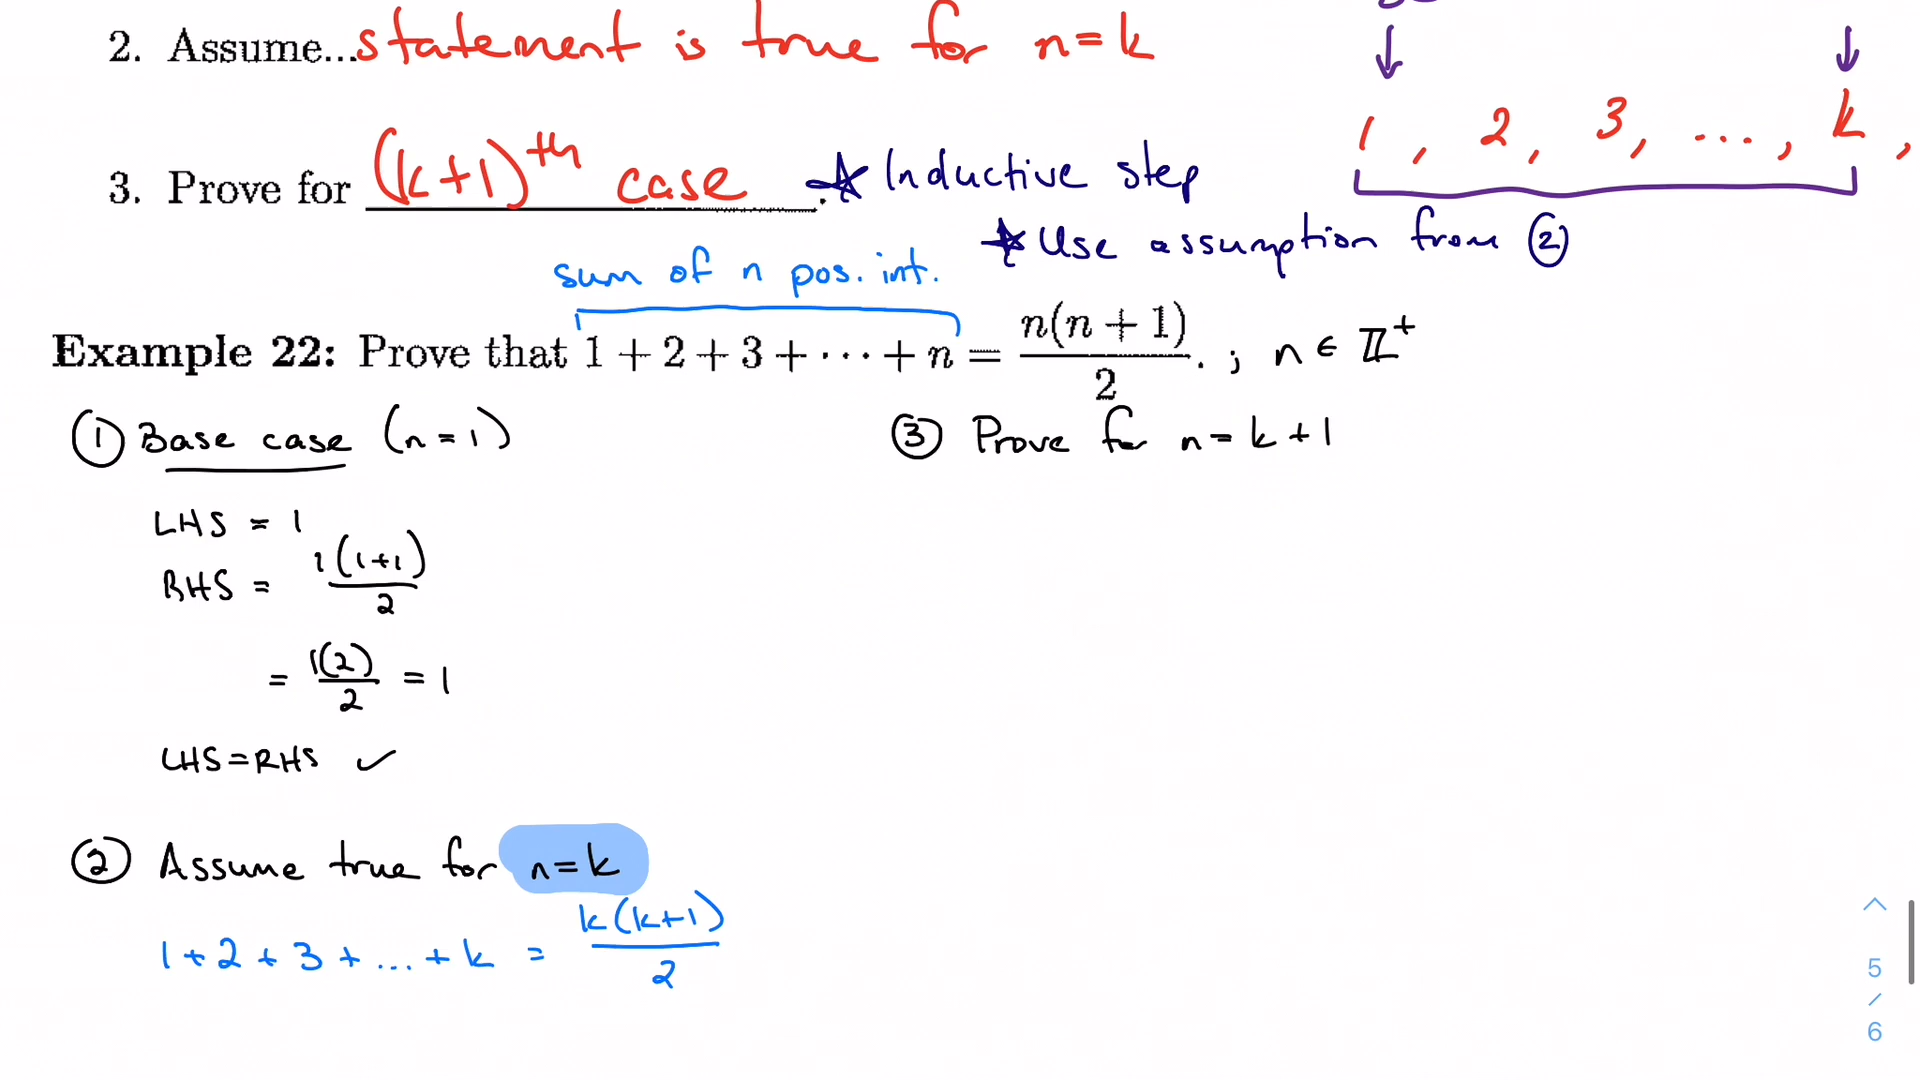 2. Assume...statement is true for n=k
1, 2, 3, ..., k,
3. Prove for (k+1)th case. ☆ Inductive step
☆ Use assumption from ②
sum of n pos. int.
Example 22: Prove that 1 + 2 + 3 + ··· + n = n(n + 1)/2. ; n ∈ ℤ⁺
① Base case (n=1)
LHS = 1
RHS = 1(1+1)/2
= 1(2)/2 = 1
LHS=RHS ✓
② Assume true for n=k
1+2+3+...+k = k(k+1)/2
③ Prove for n=k+1
5
/
6